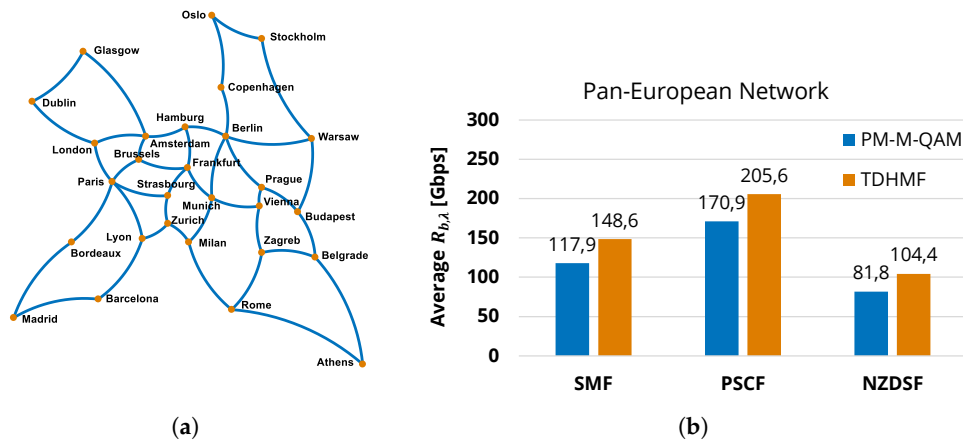 Oslo
Stockholm
Glasgow
Copenhagen
Dublin
Hamburg
Berlin
Warsaw
London
Amsterdam
Brussels
Frankfurt
Paris
Strasbourg
Prague
Munich
Vienna
Budapest
Zurich
Lyon
Milan
Zagreb
Belgrade
Bordeaux
Barcelona
Rome
Madrid
Athens
(a)
Pan-European Network
Average R_{b,λ} [Gbps]
300
250
200
150
100
50
0
PM-M-QAM
TDHMF
117,9
148,6
170,9
205,6
81,8
104,4
SMF
PSCF
NZDSF
(b)